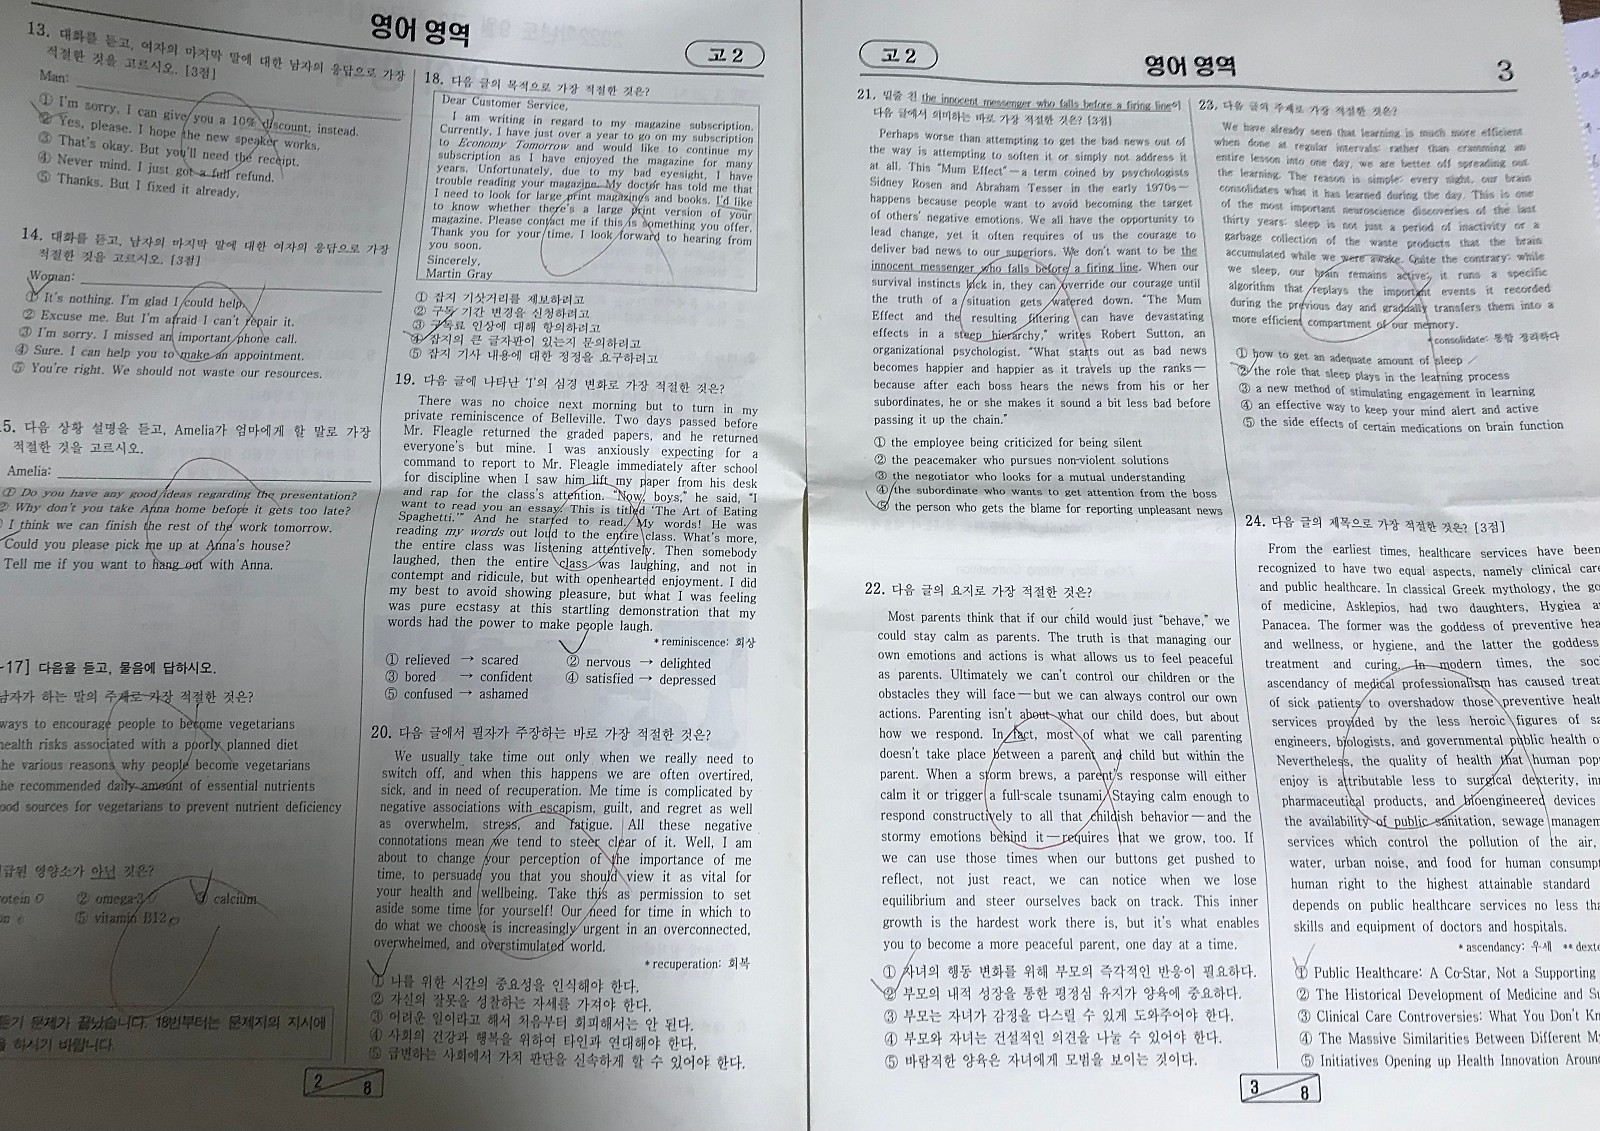 영어 영역
고 2
13. 대화를 듣고, 여자의 마지막 말에 대한 남자의 응답으로 가장
적절한 것을 고르시오. [3점]
Man:
① I'm sorry. I can give you a 10% discount, instead.
② Yes, please. I hope the new speaker works.
③ That's okay. But you'll need the receipt.
④ Never mind. I just got a full refund.
⑤ Thanks. But I fixed it already.
14. 대화를 듣고, 남자의 마지막 말에 대한 여자의 응답으로 가장
적절한 것을 고르시오. [3점]
Woman:
① It's nothing. I'm glad I could help.
② Excuse me. But I'm afraid I can't repair it.
③ I'm sorry. I missed an important phone call.
④ Sure. I can help you to make an appointment.
⑤ You're right. We should not waste our resources.
5. 다음 상황 설명을 듣고, Amelia가 엄마에게 할 말로 가장
적절한 것을 고르시오.
Amelia:
① Do you have any good ideas regarding the presentation?
② Why don't you take Anna home before it gets too late?
I think we can finish the rest of the work tomorrow.
Could you please pick me up at Anna's house?
Tell me if you want to hang out with Anna.
-17] 다음을 듣고, 물음에 답하시오.
남자가 하는 말의 주제로 가장 적절한 것은?
ways to encourage people to become vegetarians
health risks associated with a poorly planned diet
he various reasons why people become vegetarians
he recommended daily amount of essential nutrients
ood sources for vegetarians to prevent nutrient deficiency
급된 영양소가 아닌 것은?
otein ② omega-3 ③ calcium
on ⑤ vitamin B12
듣기 문제가 끝났습니다. 18번부터는 문제지의 지시에
을 하시기 바랍니다.
18. 다음 글의 목적으로 가장 적절한 것은?
Dear Customer Service,
I am writing in regard to my magazine subscription.
Currently, I have just over a year to go on my subscription
to Economy Tomorrow and would like to continue my
subscription as I have enjoyed the magazine for many
years. Unfortunately, due to my bad eyesight, I have
trouble reading your magazine. My doctor has told me that
I need to look for large print magazines and books. I'd like
to know whether there's a large print version of your
magazine. Please contact me if this is something you offer.
Thank you for your time. I look forward to hearing from
you soon.
Sincerely,
Martin Gray
① 잡지 기삿거리를 제보하려고
② 구독 기간 변경을 신청하려고
③ 구독료 인상에 대해 항의하려고
④ 잡지의 큰 글자판이 있는지 문의하려고
⑤ 잡지 기사 내용에 대한 정정을 요구하려고
19. 다음 글에 나타난 'I'의 심경 변화로 가장 적절한 것은?
There was no choice next morning but to turn in my
private reminiscence of Belleville. Two days passed before
Mr. Fleagle returned the graded papers, and he returned
everyone's but mine. I was anxiously expecting for a
command to report to Mr. Fleagle immediately after school
for discipline when I saw him lift my paper from his desk
and rap for the class's attention. "Now, boys," he said, "I
want to read you an essay. This is titled 'The Art of Eating
Spaghetti.'" And he started to read. My words! He was
reading my words out loud to the entire class. What's more,
the entire class was listening attentively. Then somebody
laughed, then the entire class was laughing, and not in
contempt and ridicule, but with openhearted enjoyment. I did
my best to avoid showing pleasure, but what I was feeling
was pure ecstasy at this startling demonstration that my
words had the power to make people laugh.
* reminiscence: 회상
① relieved → scared ② nervous → delighted
③ bored → confident ④ satisfied → depressed
⑤ confused → ashamed
20. 다음 글에서 필자가 주장하는 바로 가장 적절한 것은?
We usually take time out only when we really need to
switch off, and when this happens we are often overtired,
sick, and in need of recuperation. Me time is complicated by
negative associations with escapism, guilt, and regret as well
as overwhelm, stress, and fatigue. All these negative
connotations mean we tend to steer clear of it. Well, I am
about to change your perception of the importance of me
time, to persuade you that you should view it as vital for
your health and wellbeing. Take this as permission to set
aside some time for yourself! Our need for time in which to
do what we choose is increasingly urgent in an overconnected,
overwhelmed, and overstimulated world.
* recuperation: 회복
① 나를 위한 시간의 중요성을 인식해야 한다.
② 자신의 잘못을 성찰하는 자세를 가져야 한다.
③ 어려운 일이라고 해서 처음부터 회피해서는 안 된다.
④ 사회의 건강과 행복을 위하여 타인과 연대해야 한다.
⑤ 급변하는 사회에서 가치 판단을 신속하게 할 수 있어야 한다.
2 8
고 2
영어 영역
3
21. 밑줄 친 the innocent messenger who falls before a firing line이
다음 글에서 의미하는 바로 가장 적절한 것은? [3점]
Perhaps worse than attempting to get the bad news out of
the way is attempting to soften it or simply not address it
at all. This "Mum Effect"—a term coined by psychologists
Sidney Rosen and Abraham Tesser in the early 1970s—
happens because people want to avoid becoming the target
of others' negative emotions. We all have the opportunity to
lead change, yet it often requires of us the courage to
deliver bad news to our superiors. We don't want to be the
innocent messenger who falls before a firing line. When our
survival instincts kick in, they can override our courage until
the truth of a situation gets watered down. "The Mum
Effect and the resulting filtering can have devastating
effects in a steep hierarchy," writes Robert Sutton, an
organizational psychologist. "What starts out as bad news
becomes happier and happier as it travels up the ranks—
because after each boss hears the news from his or her
subordinates, he or she makes it sound a bit less bad before
passing it up the chain."
① the employee being criticized for being silent
② the peacemaker who pursues non-violent solutions
③ the negotiator who looks for a mutual understanding
④ the subordinate who wants to get attention from the boss
⑤ the person who gets the blame for reporting unpleasant news
22. 다음 글의 요지로 가장 적절한 것은?
Most parents think that if our child would just "behave," we
could stay calm as parents. The truth is that managing our
own emotions and actions is what allows us to feel peaceful
as parents. Ultimately we can't control our children or the
obstacles they will face—but we can always control our own
actions. Parenting isn't about what our child does, but about
how we respond. In fact, most of what we call parenting
doesn't take place between a parent and child but within the
parent. When a storm brews, a parent's response will either
calm it or trigger a full-scale tsunami. Staying calm enough to
respond constructively to all that childish behavior—and the
stormy emotions behind it—requires that we grow, too. If
we can use those times when our buttons get pushed to
reflect, not just react, we can notice when we lose
equilibrium and steer ourselves back on track. This inner
growth is the hardest work there is, but it's what enables
you to become a more peaceful parent, one day at a time.
① 자녀의 행동 변화를 위해 부모의 즉각적인 반응이 필요하다.
② 부모의 내적 성장을 통한 평정심 유지가 양육에 중요하다.
③ 부모는 자녀가 감정을 다스릴 수 있게 도와주어야 한다.
④ 부모와 자녀는 건설적인 의견을 나눌 수 있어야 한다.
⑤ 바람직한 양육은 자녀에게 모범을 보이는 것이다.
23. 다음 글의 주제로 가장 적절한 것은?
We have already seen that learning is much more efficient
when done at regular intervals: rather than cramming an
entire lesson into one day, we are better off spreading out
the learning. The reason is simple: every night, our brain
consolidates what it has learned during the day. This is one
of the most important neuroscience discoveries of the last
thirty years: sleep is not just a period of inactivity or a
garbage collection of the waste products that the brain
accumulated while we were awake. Quite the contrary: while
we sleep, our brain remains active; it runs a specific
algorithm that replays the important events it recorded
during the previous day and gradually transfers them into a
more efficient compartment of our memory.
* consolidate: 통합 정리하다
① how to get an adequate amount of sleep
② the role that sleep plays in the learning process
③ a new method of stimulating engagement in learning
④ an effective way to keep your mind alert and active
⑤ the side effects of certain medications on brain function
24. 다음 글의 제목으로 가장 적절한 것은? [3점]
From the earliest times, healthcare services have been
recognized to have two equal aspects, namely clinical care
and public healthcare. In classical Greek mythology, the go
of medicine, Asklepios, had two daughters, Hygiea a
Panacea. The former was the goddess of preventive hea
and wellness, or hygiene, and the latter the goddess
treatment and curing. In modern times, the soc
ascendancy of medical professionalism has caused treat
of sick patients to overshadow those preventive healt
services provided by the less heroic figures of sa
engineers, biologists, and governmental public health o
Nevertheless, the quality of health that human pop
enjoy is attributable less to surgical dexterity, in
pharmaceutical products, and bioengineered devices
the availability of public sanitation, sewage managem
services which control the pollution of the air,
water, urban noise, and food for human consumpt
human right to the highest attainable standard
depends on public healthcare services no less tha
skills and equipment of doctors and hospitals.
* ascendancy: 우세 ** dexte
① Public Healthcare: A Co-Star, Not a Supporting
② The Historical Development of Medicine and Su
③ Clinical Care Controversies: What You Don't Kn
④ The Massive Similarities Between Different M
⑤ Initiatives Opening up Health Innovation Aroun
3 8